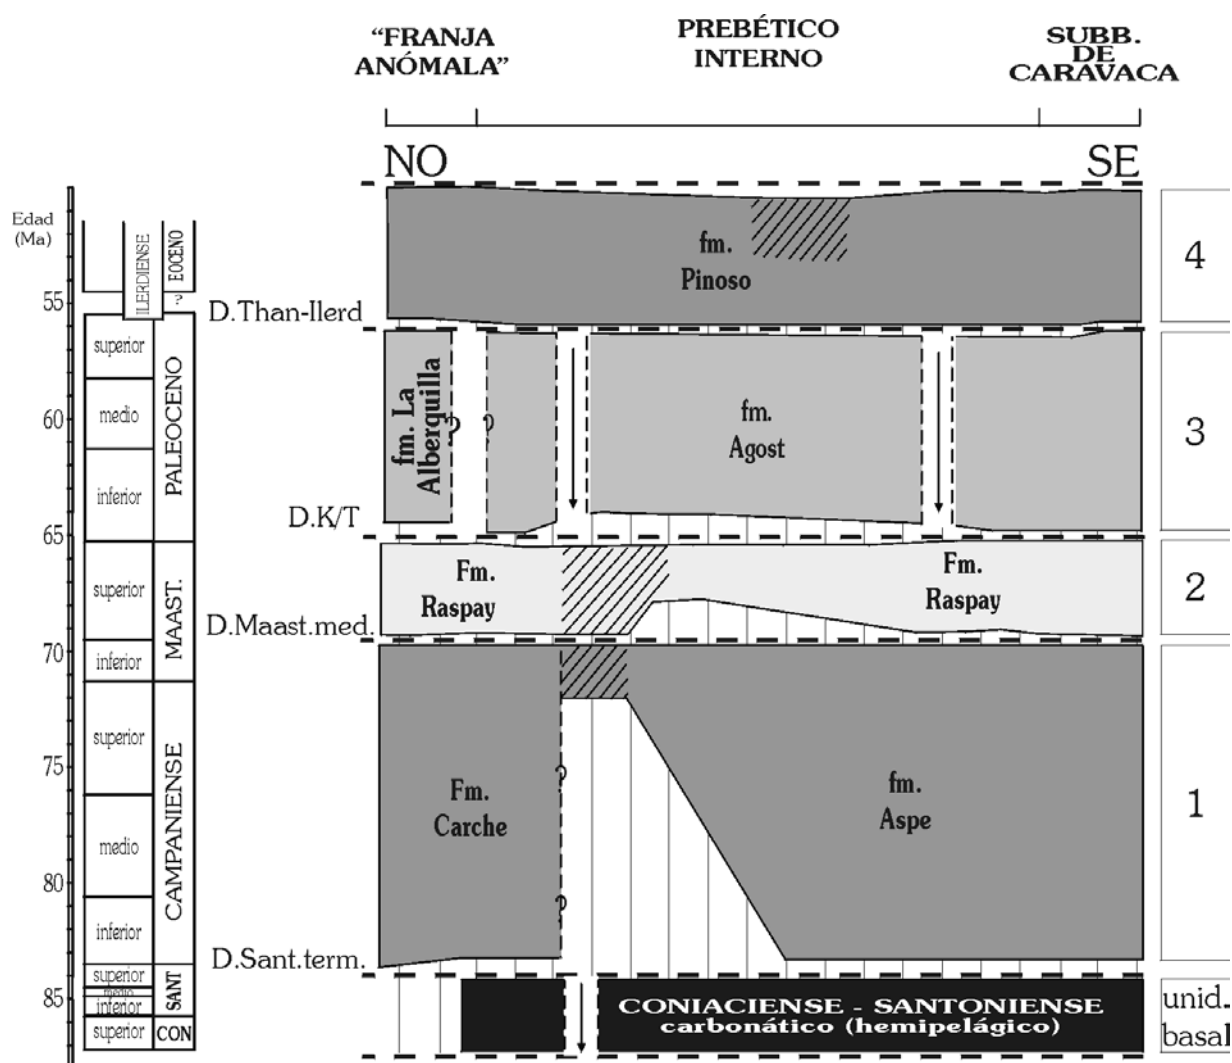 “FRANJA
ANÓMALA”
PREBÉTICO
INTERNO
SUBB.
DE
CARAVACA
NO
SE
Edad
(Ma)
55
60
65
70
75
80
85
ILERDIENSE
EOCENO
?
superior
medio
inferior
PALEOCENO
superior
inferior
MAAST.
superior
medio
inferior
CAMPANIENSE
superior
medio
inferior
SANT
superior
CON
D.Than-Ilerd
D.K/T
D.Maast.med.
D.Sant.term.
fm.
Pinoso
4
fm. La
Alberquilla
?
?
fm.
Agost
3
Fm.
Raspay
Fm.
Raspay
2
Fm.
Carche
?
?
fm.
Aspe
1
CONIACIENSE - SANTONIENSE
carbonático (hemipelágico)
unid.
basal